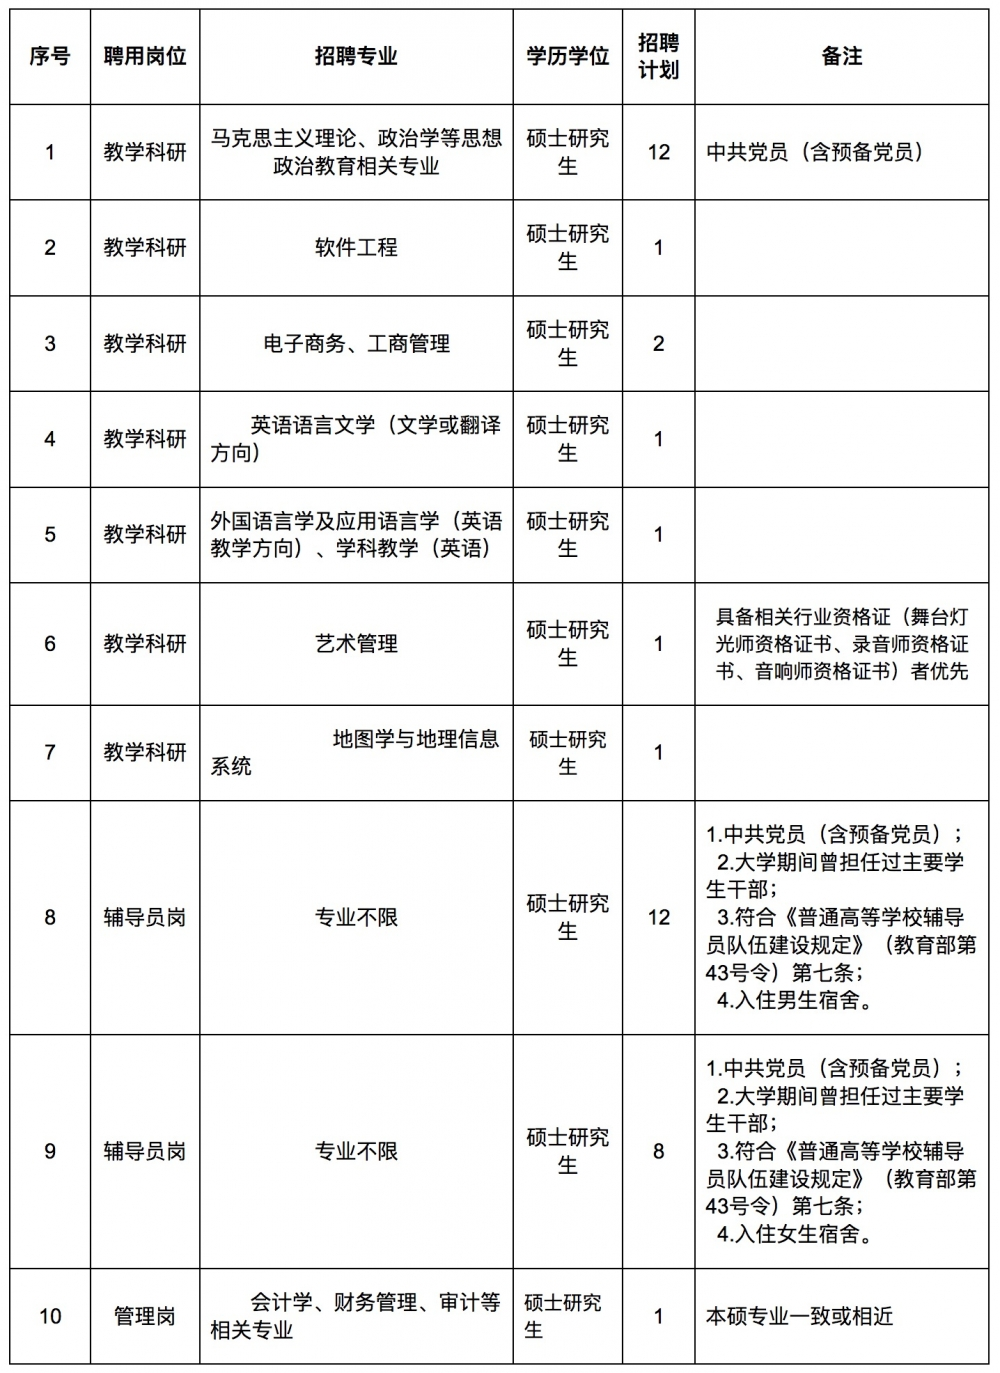 序号 聘用岗位 招聘专业 学历学位 招聘 备注
计划
1 教学科研 马克思主义理论、政治学等思想 硕士研究 12 中共党员（含预备党员）
政治教育相关专业 生
2 教学科研 软件工程 硕士研究 1
生
3 教学科研 电子商务、工商管理 硕士研究 2
生
4 教学科研 英语语言文学（文学或翻译 硕士研究 1
方向） 生
5 教学科研 外国语言学及应用语言学（英语 硕士研究 1
教学方向）、学科教学（英语） 生
6 教学科研 艺术管理 硕士研究 1 具备相关行业资格证（舞台灯
生 光师资格证书、录音师资格证
书、音响师资格证书）者优先
7 教学科研 地图学与地理信息 硕士研究 1
系统 生
8 辅导员岗 专业不限 硕士研究 12 1.中共党员（含预备党员）；
生 2.大学期间曾担任过主要学
生干部；
3.符合《普通高等学校辅导
员队伍建设规定》（教育部第
43号令）第七条；
4.入住男生宿舍。
9 辅导员岗 专业不限 硕士研究 8 1.中共党员（含预备党员）；
生 2.大学期间曾担任过主要学
生干部；
3.符合《普通高等学校辅导
员队伍建设规定》（教育部第
43号令）第七条；
4.入住女生宿舍。
10 管理岗 会计学、财务管理、审计等 硕士研究 1 本硕专业一致或相近
相关专业 生